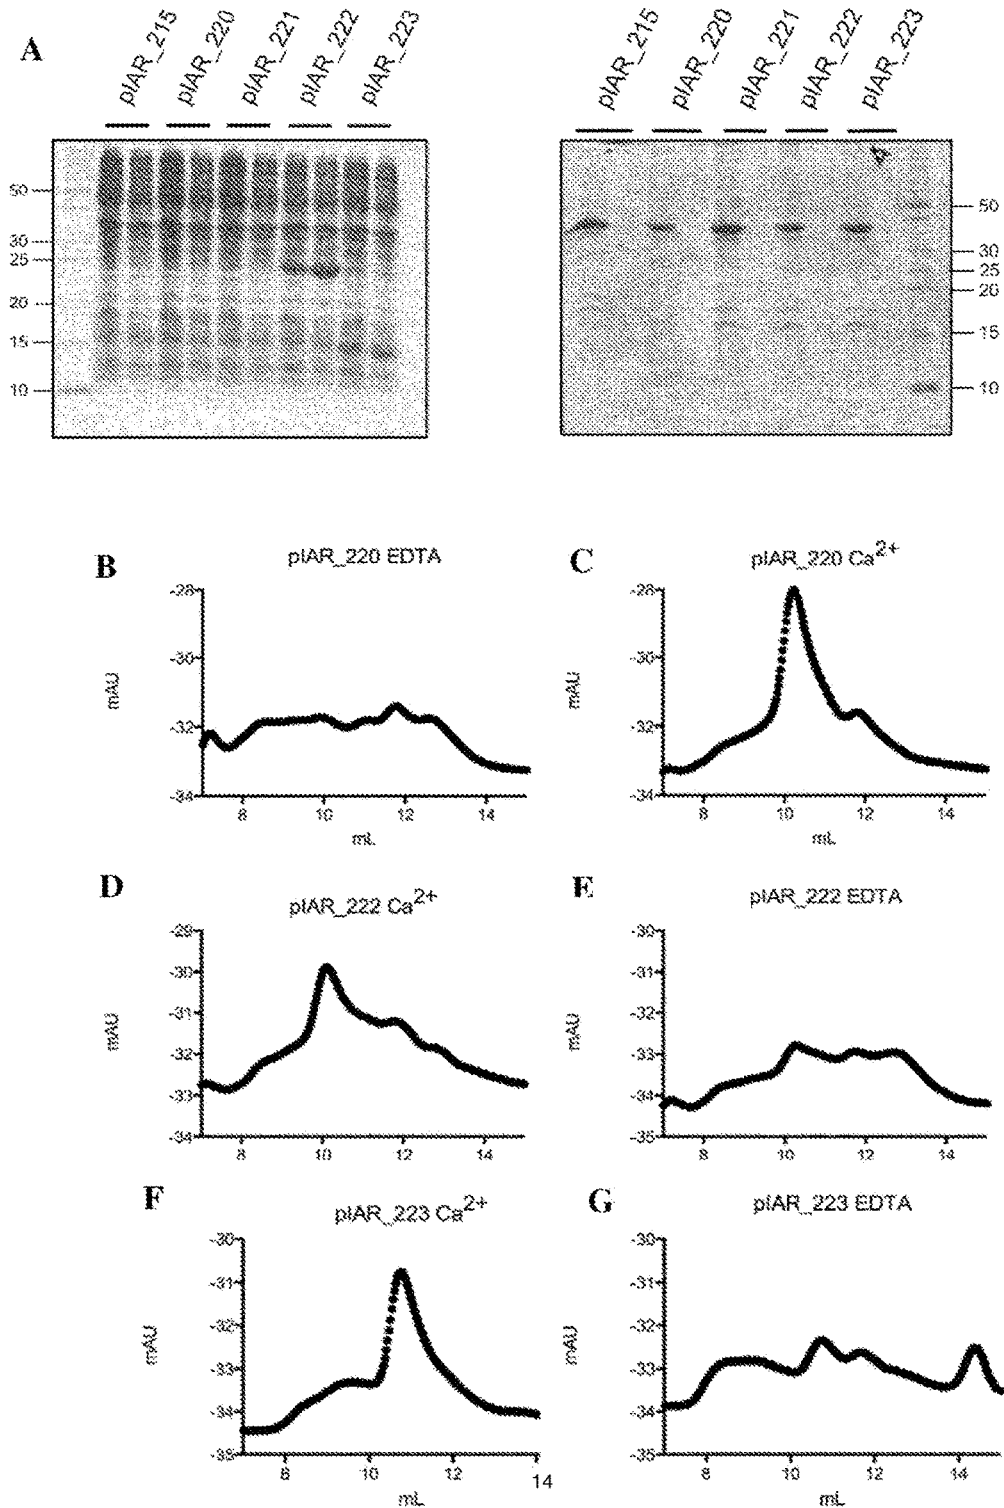 A
pIAR_215 pIAR_220 pIAR_221 pIAR_222 pIAR_223
pIAR_215 pIAR_220 pIAR_221 pIAR_222 pIAR_223
50
30
25
20
15
10
50
30
25
20
15
10
B
pIAR_220 EDTA
mAU
-28
-30
-32
-34
8 10 12 14
mL
C
pIAR_220 Ca2+
mAU
-28
-30
-32
-34
8 10 12 14
mL
D
pIAR_222 Ca2+
mAU
-29
-30
-31
-32
-33
-34
8 10 12 14
mL
E
pIAR_222 EDTA
mAU
-30
-31
-32
-33
-34
-35
8 10 12 14
mL
F
pIAR_223 Ca2+
mAU
-30
-31
-32
-33
-34
-35
8 10 12 14
mL
G
pIAR_223 EDTA
mAU
-30
-31
-32
-33
-34
-35
8 10 12 14
mL